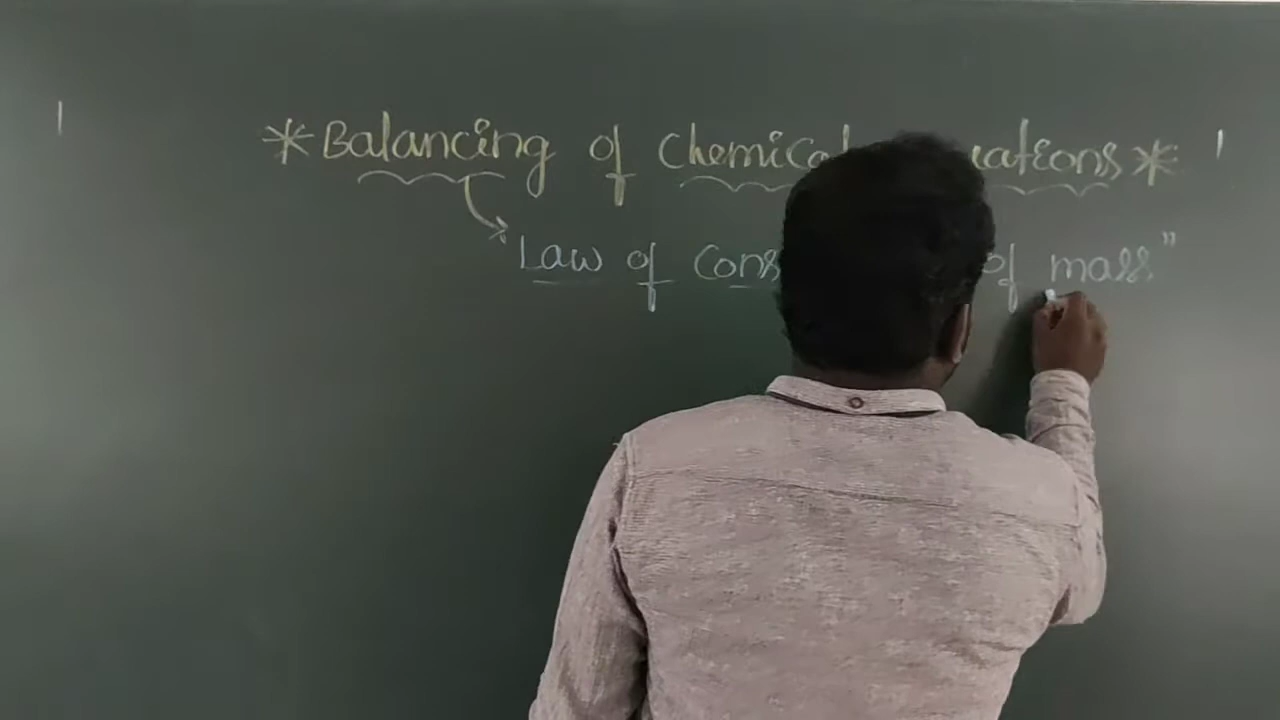 *Balancing of Chemical *
"Law of of mass"